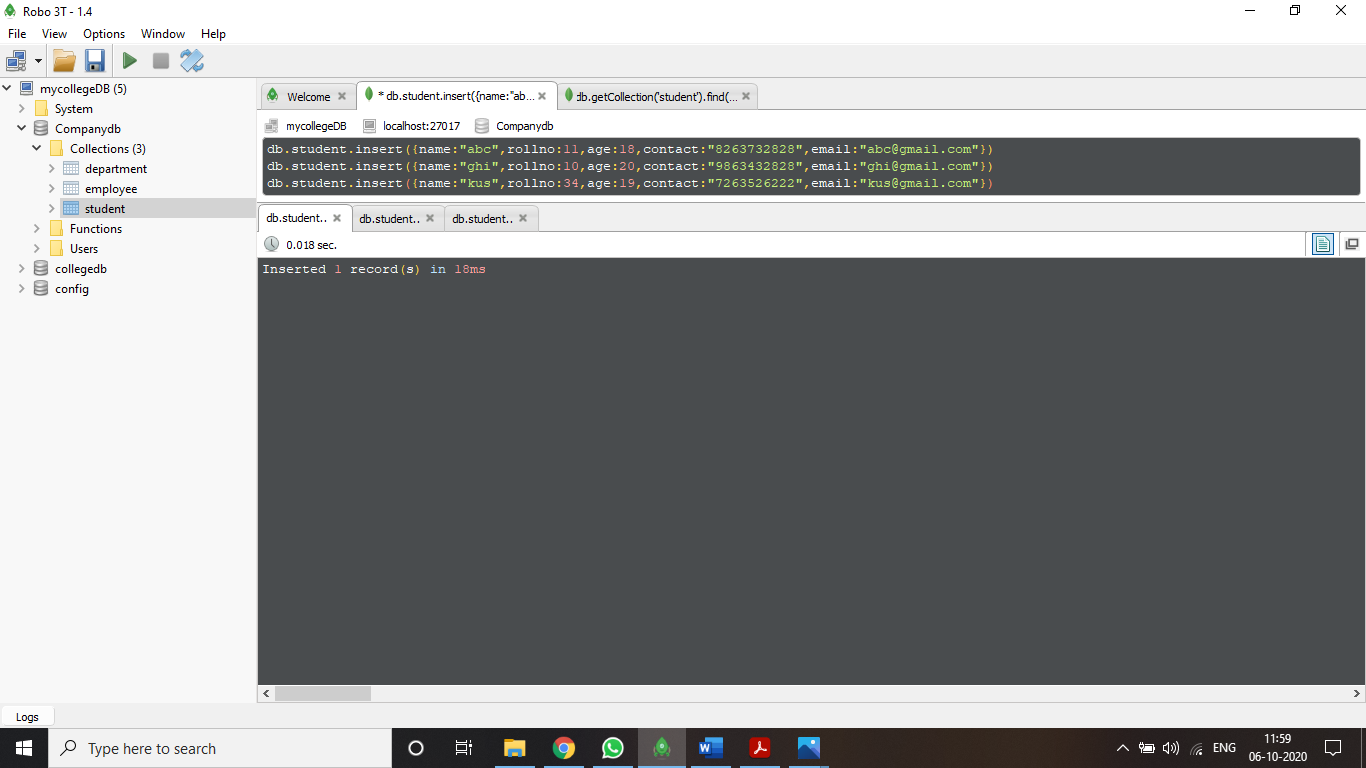 Robo 3T - 1.4
File View Options Window Help
mycollegeDB (5)
System
Companydb
Collections (3)
department
employee
student
Functions
Users
collegedb
config
Welcome
* db.student.insert({name:"ab...
db.getCollection('student').find(...
mycollegeDB localhost:27017 Companydb
db.student.insert({name:"abc",rollno:11,age:18,contact:"8263732828",email:"abc@gmail.com"})
db.student.insert({name:"ghi",rollno:10,age:20,contact:"9863432828",email:"ghi@gmail.com"})
db.student.insert({name:"kus",rollno:34,age:19,contact:"7263526222",email:"kus@gmail.com"})
db.student.. db.student.. db.student..
0.018 sec.
Inserted 1 record(s) in 18ms
Logs
Type here to search
ENG
11:59
06-10-2020